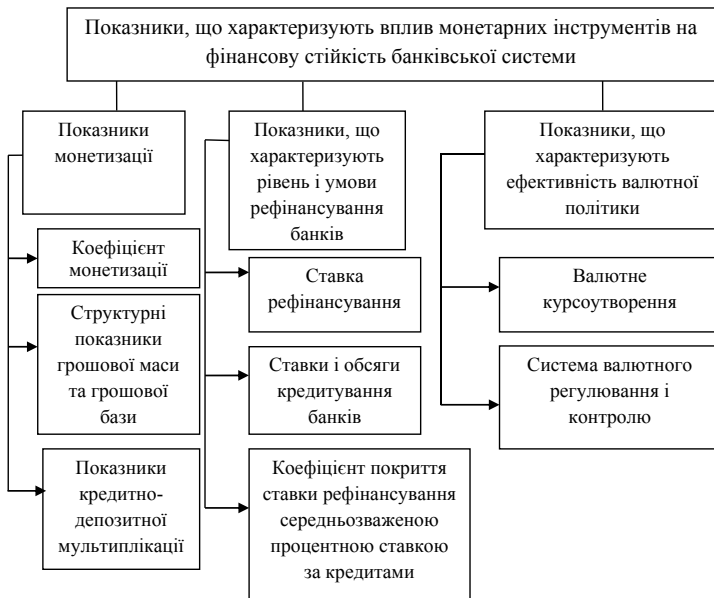 Показники, що характеризують вплив монетарних інструментів на
фінансову стійкість банківської системи
Показники
монетизації
Коефіцієнт
монетизації
Структурні
показники
грошової маси
та грошової
бази
Показники
кредитно-
депозитної
мультиплікації
Показники, що
характеризують
рівень і умови
рефінансування
банків
Ставка
рефінансування
Ставки і обсяги
кредитування
банків
Коефіцієнт покриття
ставки рефінансування
середньозваженою
процентною ставкою
за кредитами
Показники, що
характеризують
ефективність валютної
політики
Валютне
курсоутворення
Система валютного
регулювання і
контролю